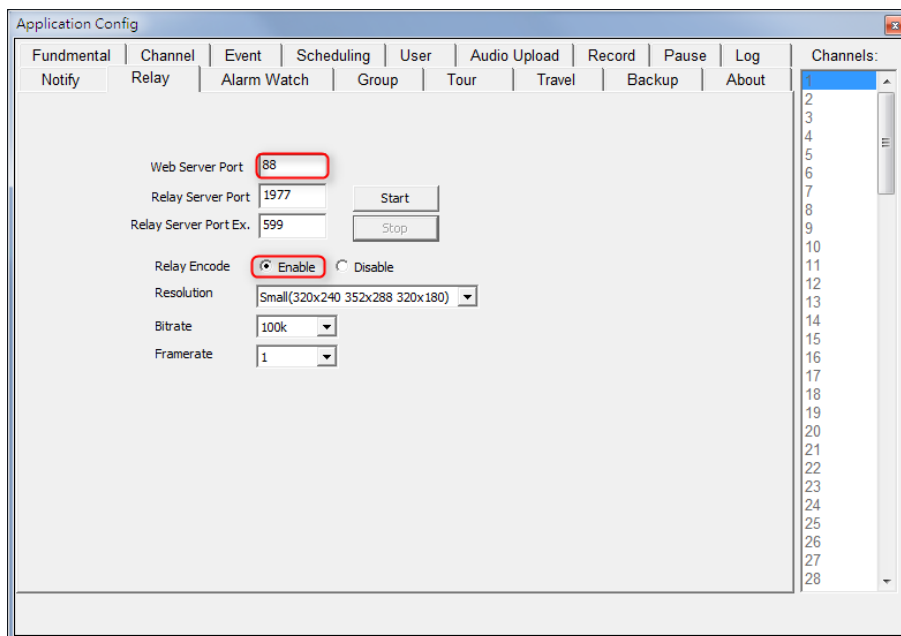 Application Config
Fundmental Channel Event Scheduling User Audio Upload Record Pause Log Channels:
Notify Relay Alarm Watch Group Tour Travel Backup About
1
2
3
4
5
6
7
8
9
10
11
12
13
14
15
16
17
18
19
20
21
22
23
24
25
26
27
28
Web Server Port 88
Relay Server Port 1977 Start
Relay Server Port Ex. 599 Stop
Relay Encode Enable Disable
Resolution Small(320x240 352x288 320x180)
Bitrate 100k
Framerate 1